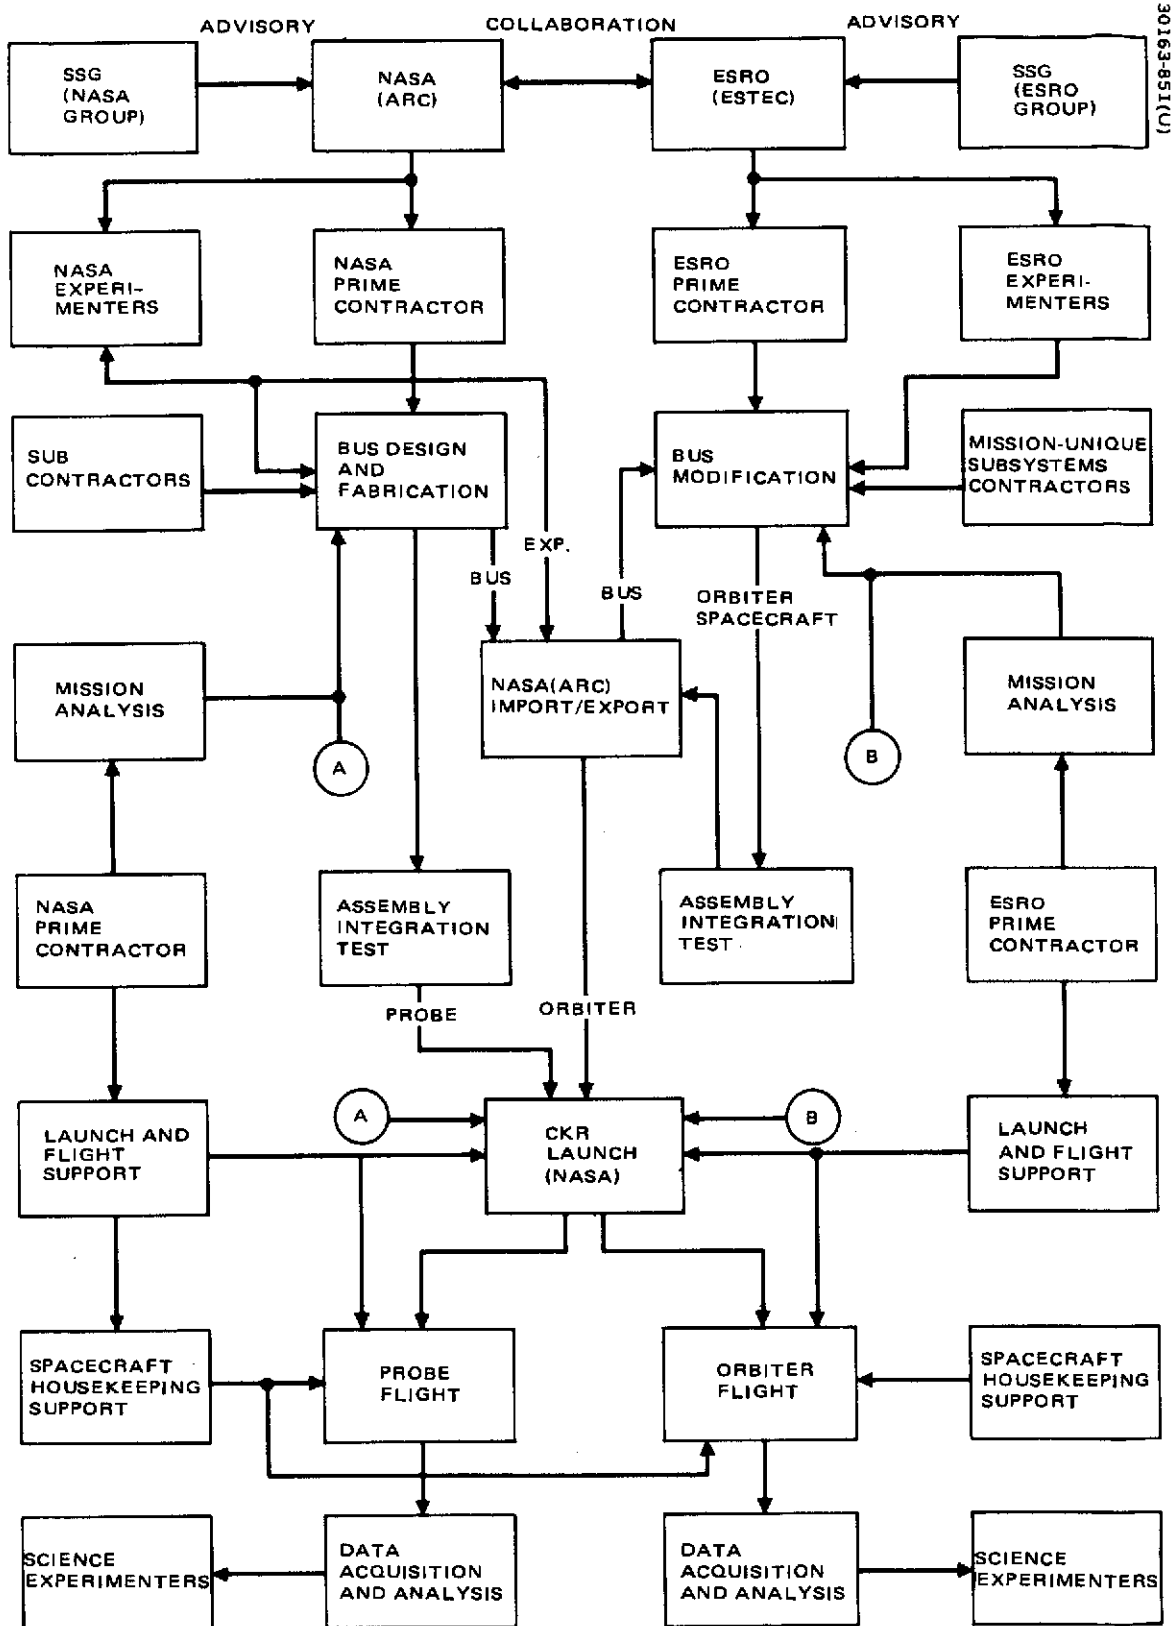 30163-851(U)
ADVISORY
COLLABORATION
ADVISORY
SSG
(NASA
GROUP)
NASA
(ARC)
ESRO
(ESTEC)
SSG
(ESRO
GROUP)
NASA
EXPERI-
MENTERS
NASA
PRIME
CONTRACTOR
ESRO
PRIME
CONTRACTOR
ESRO
EXPERI-
MENTERS
SUB
CONTRACTORS
BUS DESIGN
AND
FABRICATION
BUS
MODIFICATION
MISSION-UNIQUE
SUBSYSTEMS
CONTRACTORS
BUS
EXP.
BUS
ORBITER
SPACECRAFT
MISSION
ANALYSIS
A
NASA(ARC)
IMPORT/EXPORT
B
MISSION
ANALYSIS
NASA
PRIME
CONTRACTOR
ASSEMBLY
INTEGRATION
TEST
ASSEMBLY
INTEGRATION
TEST
ESRO
PRIME
CONTRACTOR
PROBE
ORBITER
LAUNCH AND
FLIGHT
SUPPORT
A
CKR
LAUNCH
(NASA)
B
LAUNCH
AND FLIGHT
SUPPORT
SPACECRAFT
HOUSEKEEPING
SUPPORT
PROBE
FLIGHT
ORBITER
FLIGHT
SPACECRAFT
HOUSEKEEPING
SUPPORT
SCIENCE
EXPERIMENTERS
DATA
ACQUISITION
AND ANALYSIS
DATA
ACQUISITION
AND ANALYSIS
SCIENCE
EXPERIMENTERS